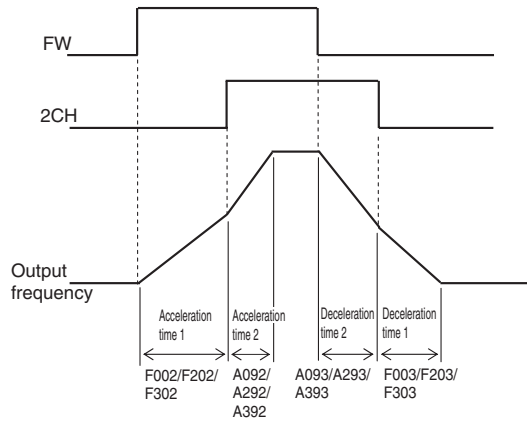 FW
2CH
Output
frequency
Acceleration
time 1
Acceleration
time 2
Deceleration
time 2
Deceleration
time 1
F002/F202/
F302
A092/
A292/
A392
A093/A293/
A393
F003/F203/
F303